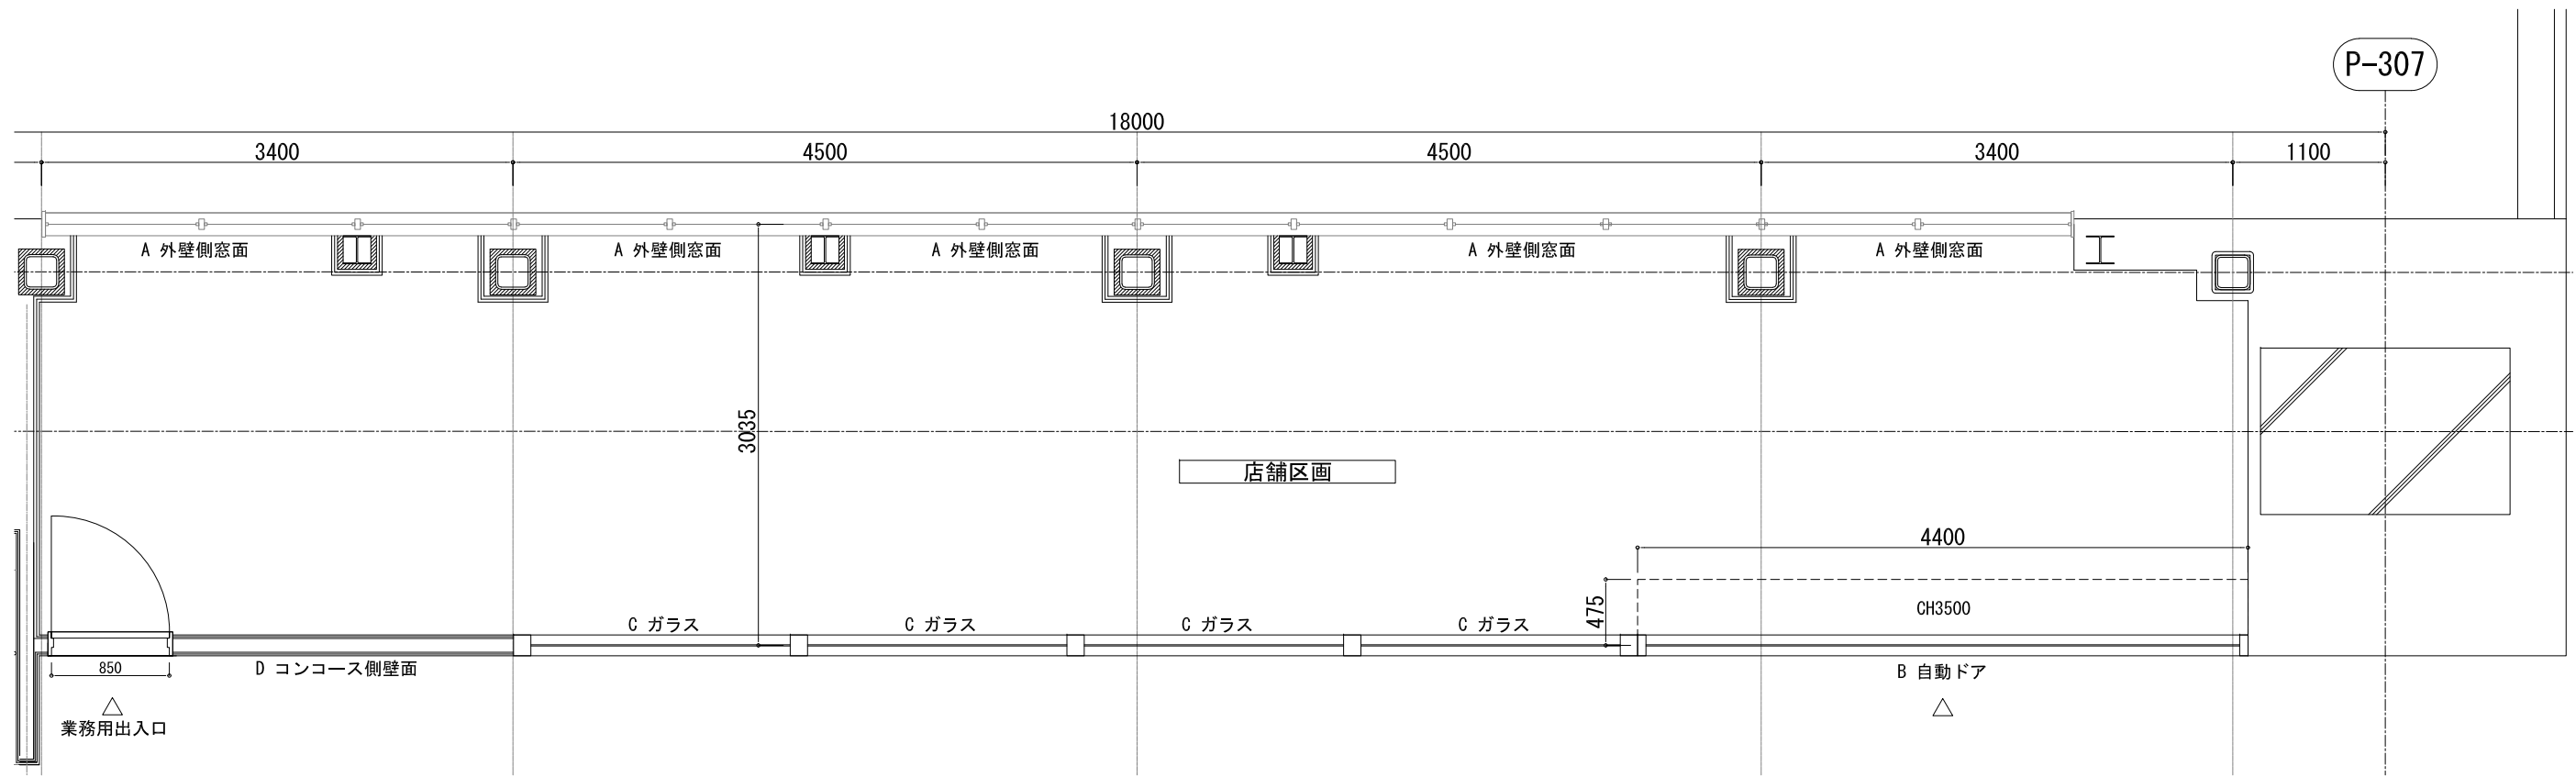 P-307
18000
3400
4500
4500
3400
1100
A 外壁側窓面
A 外壁側窓面
A 外壁側窓面
A 外壁側窓面
A 外壁側窓面
3035
店舗区画
4400
475
CH3500
C ガラス
C ガラス
C ガラス
C ガラス
850
D コンコース側壁面
B 自動ドア
△
△
業務用出入口